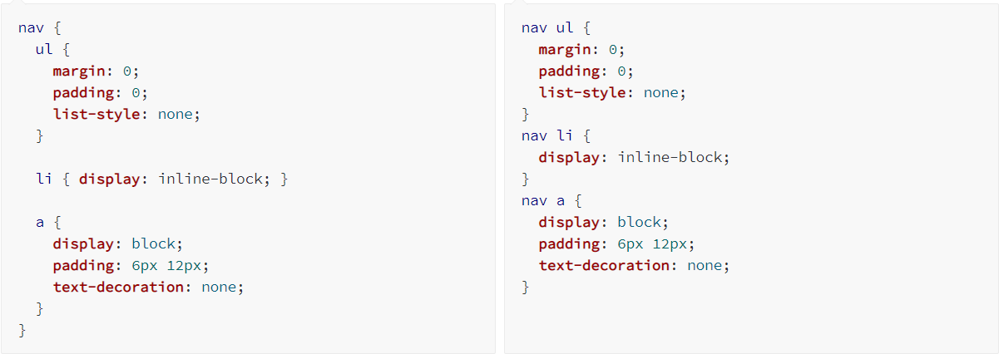 nav {
  ul {
    margin: 0;
    padding: 0;
    list-style: none;
  }

  li { display: inline-block; }

  a {
    display: block;
    padding: 6px 12px;
    text-decoration: none;
  }
}
nav ul {
  margin: 0;
  padding: 0;
  list-style: none;
}
nav li {
  display: inline-block;
}
nav a {
  display: block;
  padding: 6px 12px;
  text-decoration: none;
}